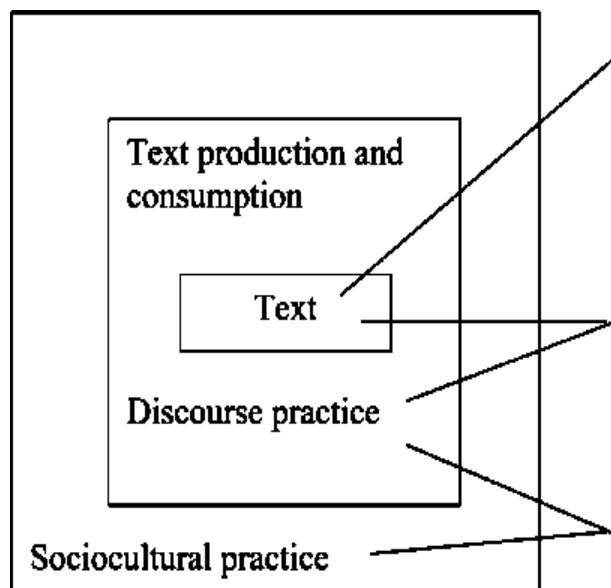 Text production and
consumption
Text
Discourse practice
Sociocultural practice